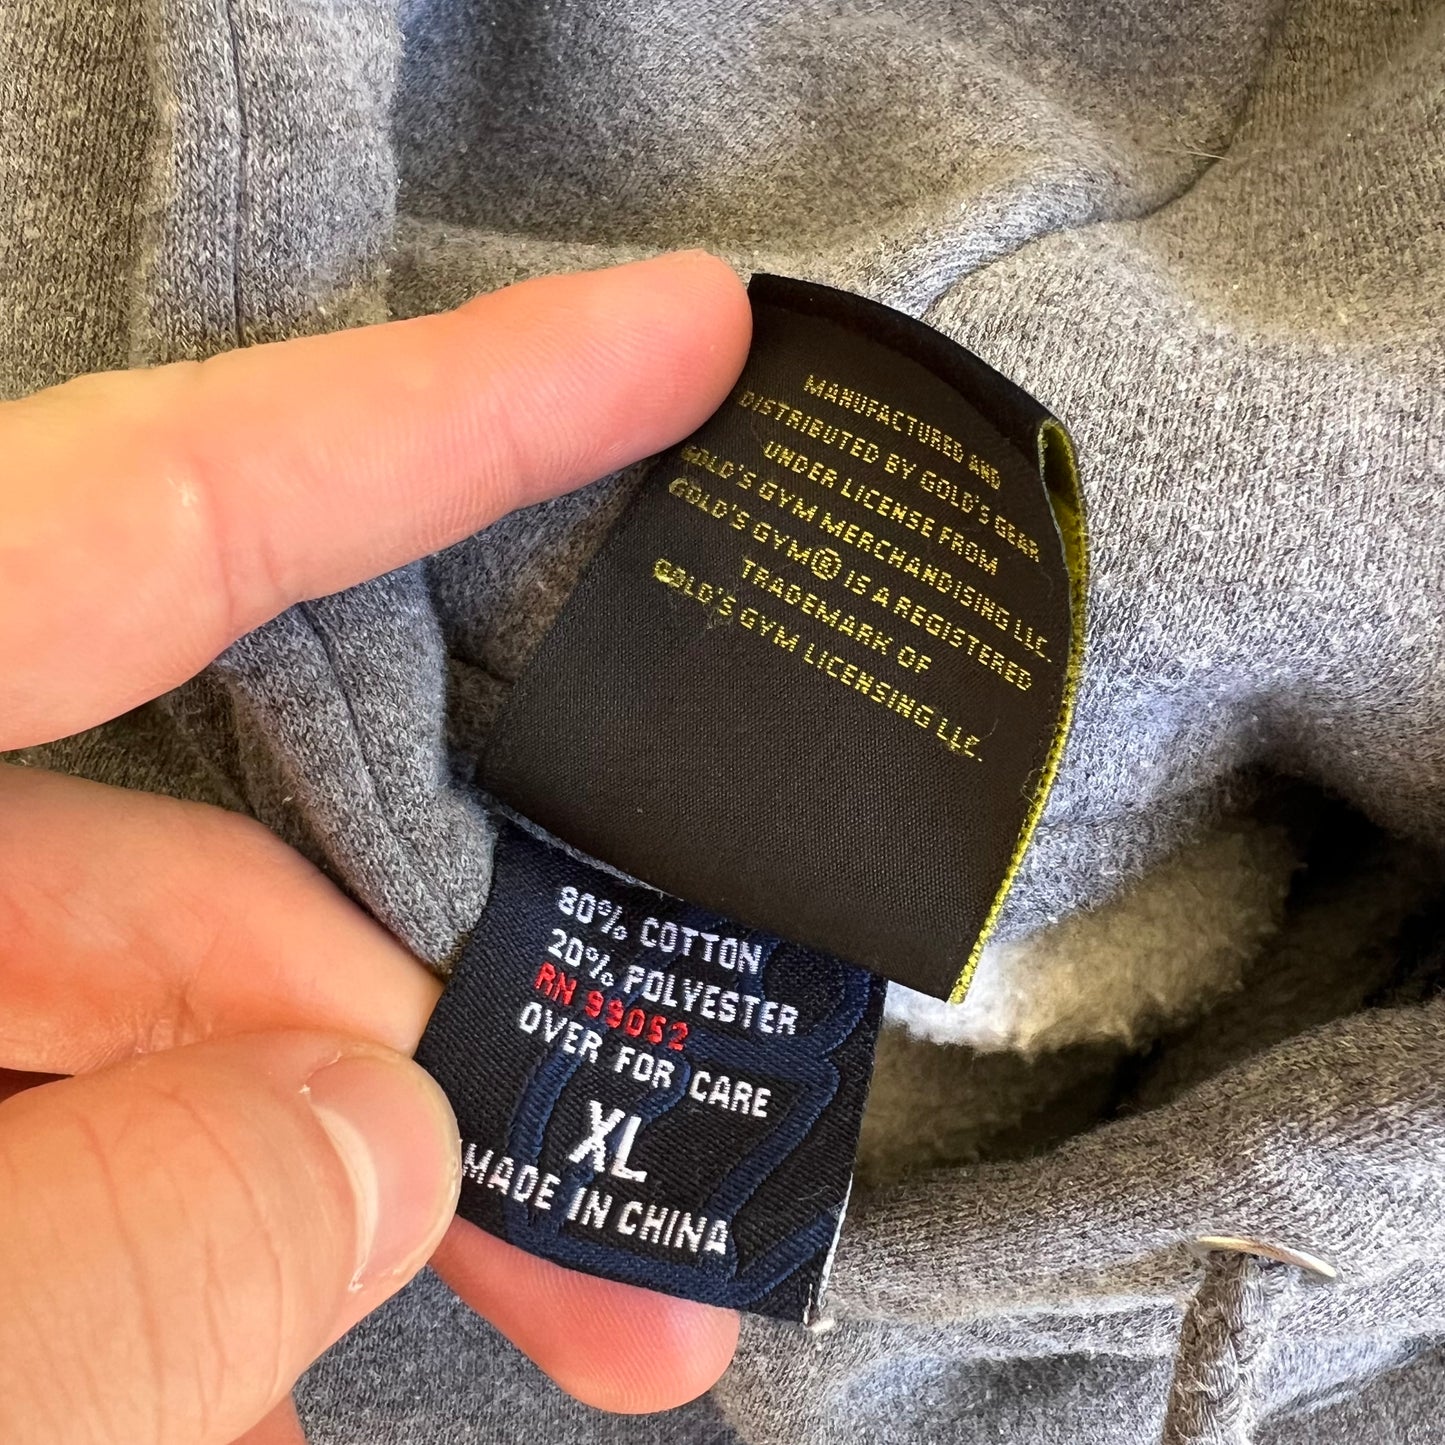 MANUFACTURED AND
DISTRIBUTED BY GOLD'S GEAR
UNDER LICENSE FROM
GOLD'S GYM MERCHANDISING LLC.
GOLD'S GYM® IS A REGISTERED
TRADEMARK OF
GOLD'S GYM LICENSING LLC.
80% COTTON
20% POLYESTER
RN 99052
OVER FOR CARE
XL
MADE IN CHINA